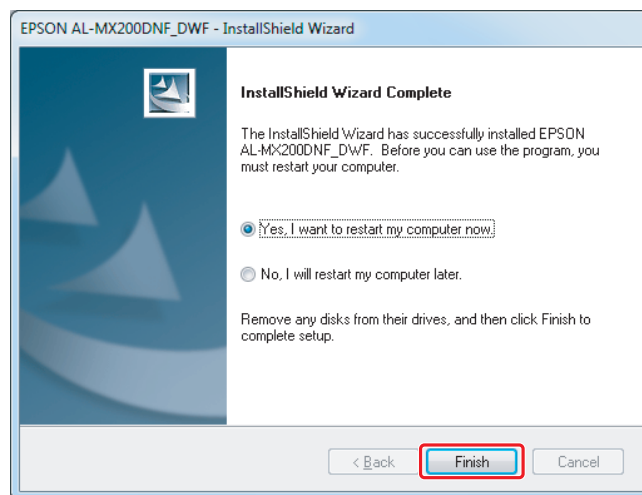 EPSON AL-MX200DNF_DWF - InstallShield Wizard
InstallShield Wizard Complete
The InstallShield Wizard has successfully installed EPSON
AL-MX200DNF_DWF. Before you can use the program, you
must restart your computer.
Yes, I want to restart my computer now.
No, I will restart my computer later.
Remove any disks from their drives, and then click Finish to
complete setup.
< Back Finish Cancel